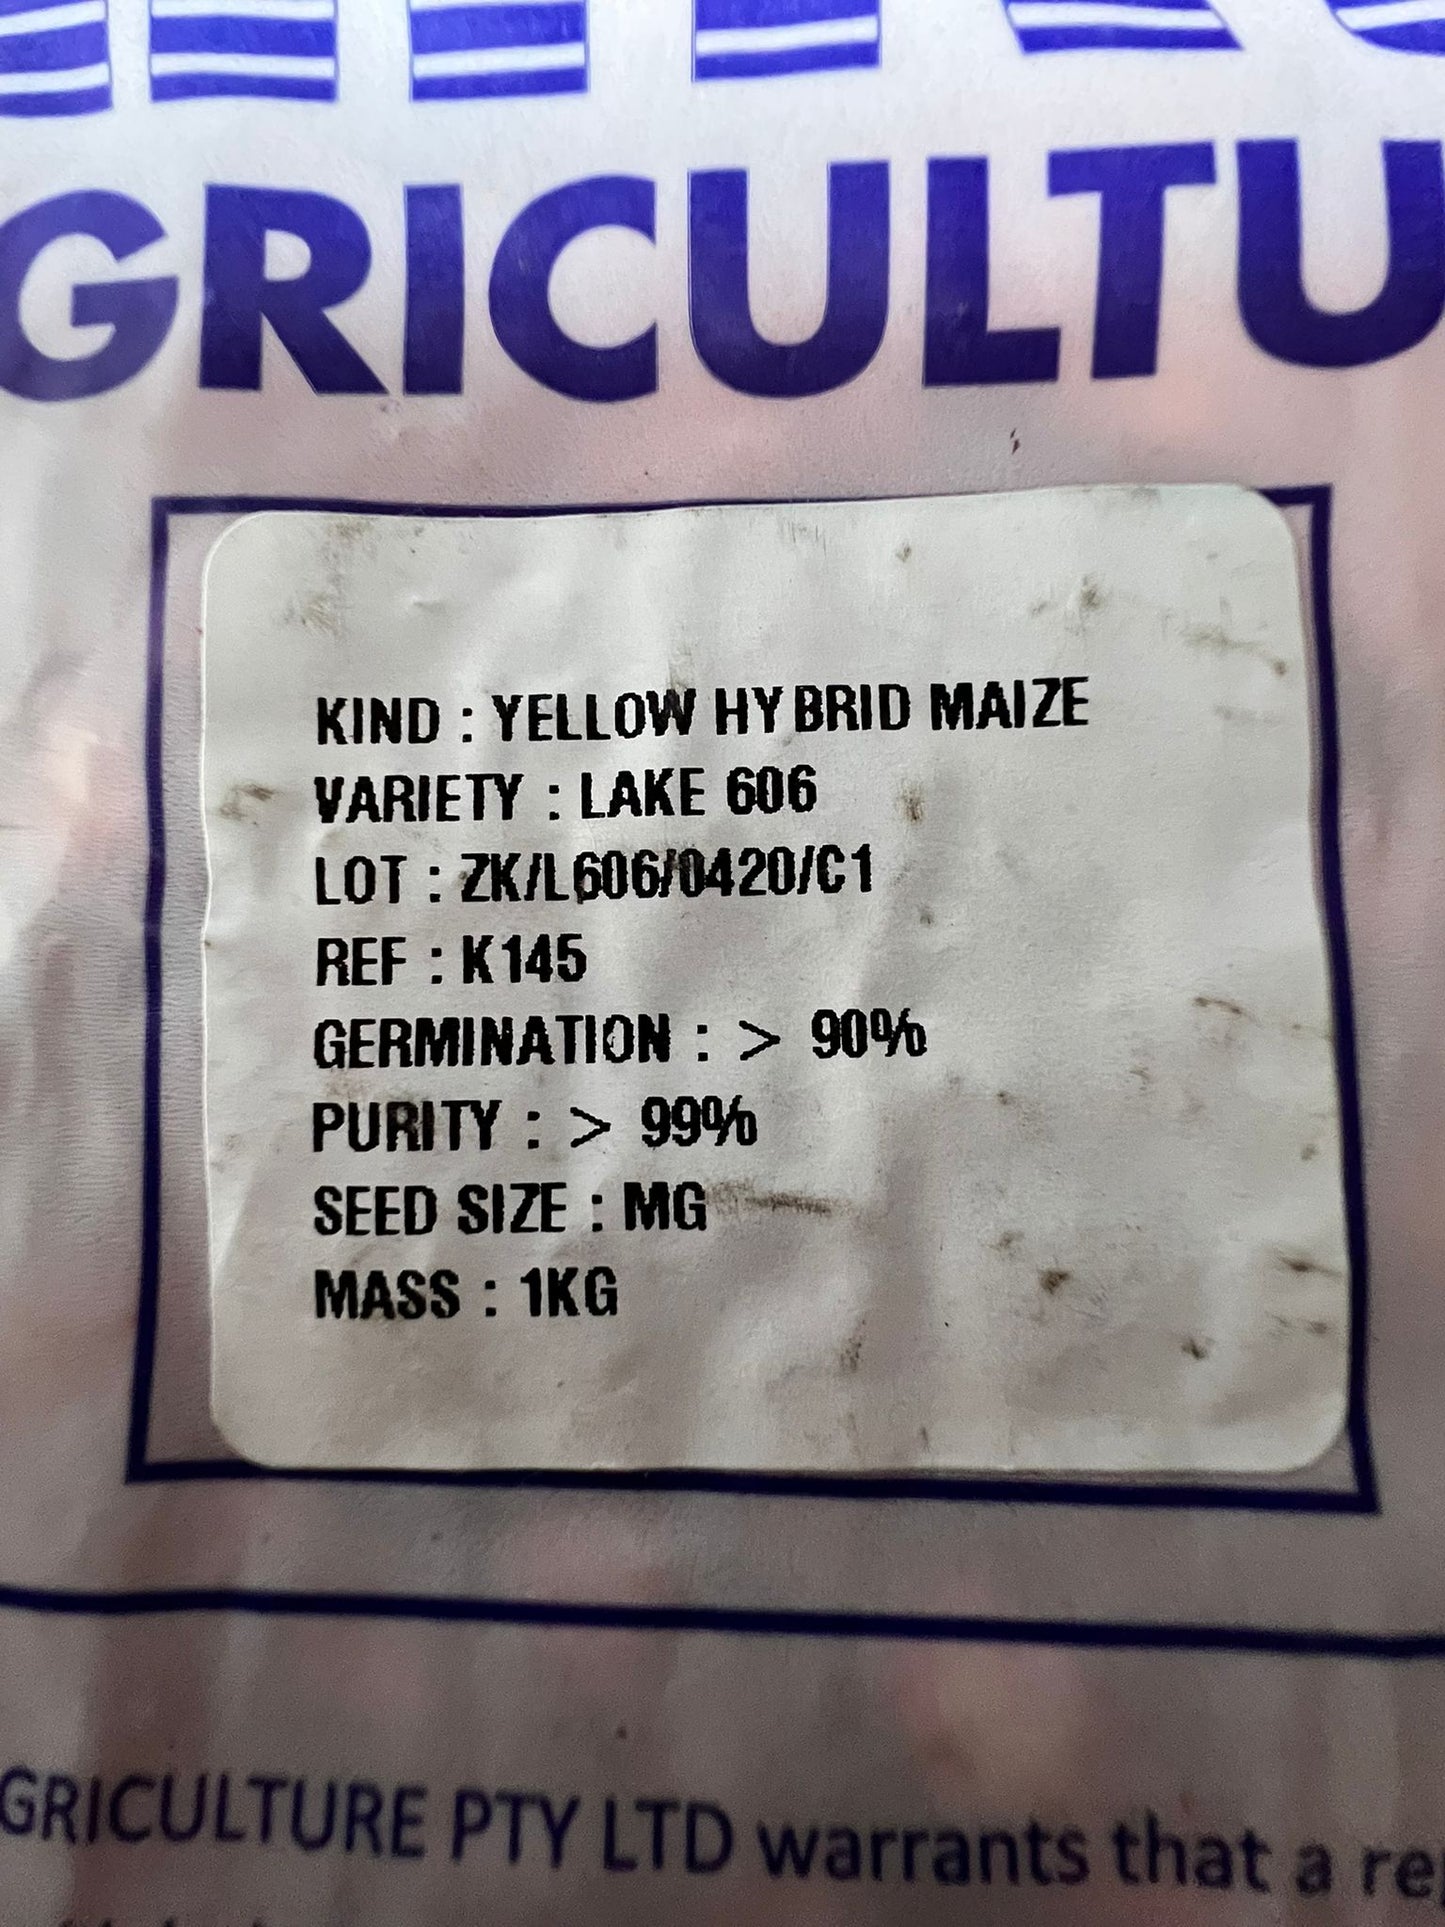 GRICULTU
KIND : YELLOW HYBRID MAIZE
VARIETY : LAKE 606
LOT : ZK/L606/0420/C1
REF : K145
GERMINATION : > 90%
PURITY : > 99%
SEED SIZE : MG
MASS : 1KG
GRICULTURE PTY LTD warrants that a